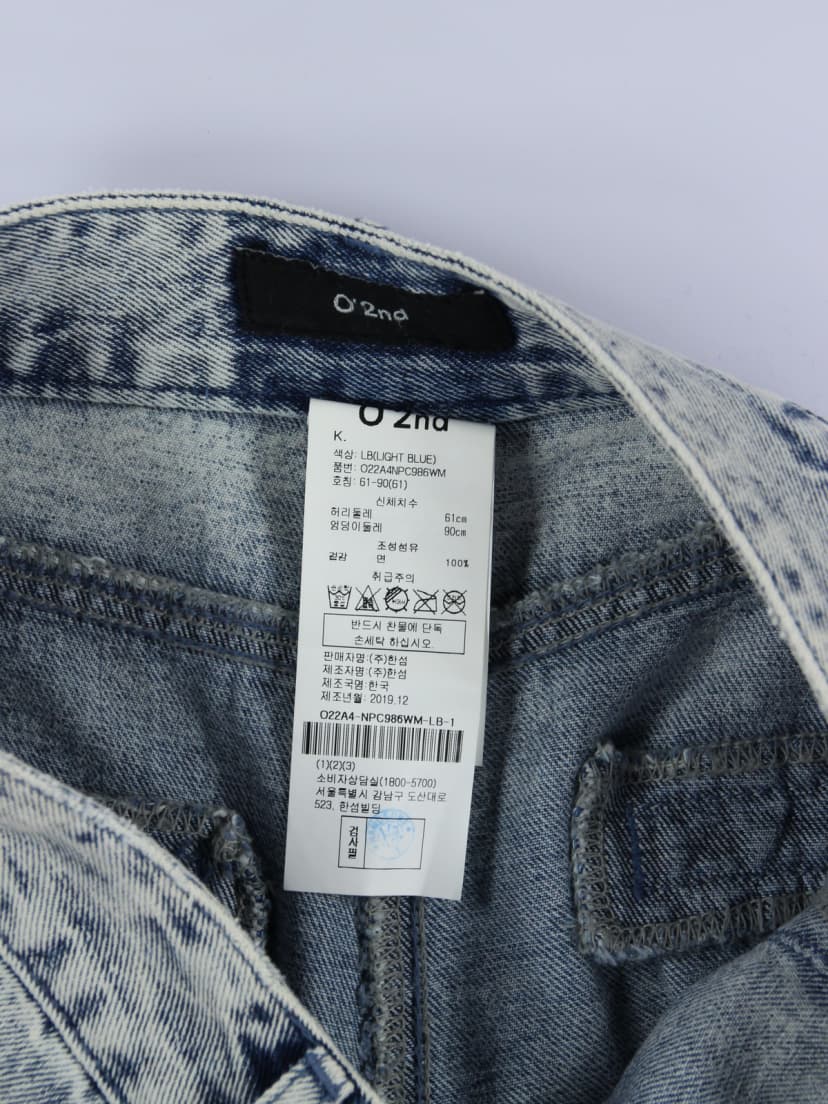 O'2nd
O'2nd
K.
색상: LB(LIGHT BLUE)
품번: O22A4NPC986WM
호칭: 61-90(61)
신체치수
허리둘레 61cm
엉덩이둘레 90cm
조성섬유
겉감 면 100%
취급주의
반드시 찬물에 단독
손세탁 하십시오.
판매자명:(주)한섬
제조자명:(주)한섬
제조국명:한국
제조년월: 2019.12
O22A4-NPC986WM-LB-1
(1)(2)(3)
소비자상담실(1800-5700)
서울특별시 강남구 도산대로
523, 한섬빌딩
검사필